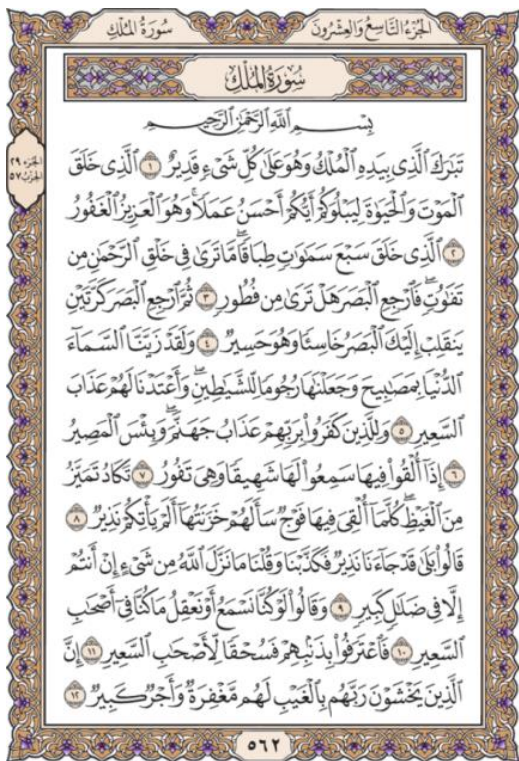 الجُزْءُ التَّاسِعُ وَالعِشْرُونَ
سُورَةُ المُلْكِ
سُورَةُ المُلْكِ
بِسْمِ ٱللَّهِ ٱلرَّحْمَٰنِ ٱلرَّحِيمِ
الجزء ٢٩
الحزب ٥٧
تَبَٰرَكَ ٱلَّذِي بِيَدِهِ ٱلْمُلْكُ وَهُوَ عَلَىٰ كُلِّ شَيْءٖ قَدِيرٌ ١ ٱلَّذِي خَلَقَ
ٱلْمَوْتَ وَٱلْحَيَوٰةَ لِيَبْلُوَكُمْ أَيُّكُمْ أَحْسَنُ عَمَلٗاۚ وَهُوَ ٱلْعَزِيزُ ٱلْغَفُورُ
٢ ٱلَّذِي خَلَقَ سَبْعَ سَمَٰوَٰتٖ طِبَاقٗاۖ مَّا تَرَىٰ فِي خَلْقِ ٱلرَّحْمَٰنِ مِن
تَفَٰوُتٖۖ فَٱرْجِعِ ٱلْبَصَرَ هَلْ تَرَىٰ مِن فُطُورٖ ٣ ثُمَّ ٱرْجِعِ ٱلْبَصَرَ كَرَّتَيْنِ
يَنقَلِبْ إِلَيْكَ ٱلْبَصَرُ خَاسِئٗا وَهُوَ حَسِيرٞ ٤ وَلَقَدْ زَيَّنَّا ٱلسَّمَآءَ
ٱلدُّنْيَا بِمَصَٰبِيحَ وَجَعَلْنَٰهَا رُجُومٗا لِّلشَّيَٰطِينِۖ وَأَعْتَدْنَا لَهُمْ عَذَابَ
ٱلسَّعِيرِ ٥ وَلِلَّذِينَ كَفَرُوا۟ بِرَبِّهِمْ عَذَابُ جَهَنَّمَۖ وَبِئْسَ ٱلْمَصِيرُ
٦ إِذَآ أُلْقُوا۟ فِيهَا سَمِعُوا۟ لَهَا شَهِيقٗا وَهِيَ تَفُورُ ٧ تَكَادُ تَمَيَّزُ
مِنَ ٱلْغَيْظِۖ كُلَّمَآ أُلْقِيَ فِيهَا فَوْجٞ سَأَلَهُمْ خَزَنَتُهَآ أَلَمْ يَأْتِكُمْ نَذِيرٞ ٨
قَالُوا۟ بَلَىٰ قَدْ جَآءَنَا نَذِيرٞ فَكَذَّبْنَا وَقُلْنَا مَا نَزَّلَ ٱللَّهُ مِن شَيْءٍ إِنْ أَنتُمْ
إِلَّا فِي ضَلَٰلٖ كَبِيرٖ ٩ وَقَالُوا۟ لَوْ كُنَّا نَسْمَعُ أَوْ نَعْقِلُ مَا كُنَّا فِيٓ أَصْحَٰبِ
ٱلسَّعِيرِ ١٠ فَٱعْتَرَفُوا۟ بِذَنۢبِهِمْ فَسُحْقٗا لِّأَصْحَٰبِ ٱلسَّعِيرِ ١١ إِنَّ
ٱلَّذِينَ يَخْشَوْنَ رَبَّهُم بِٱلْغَيْبِ لَهُم مَّغْفِرَةٞ وَأَجْرٞ كَبِيرٞ ١٢
٥٦٢